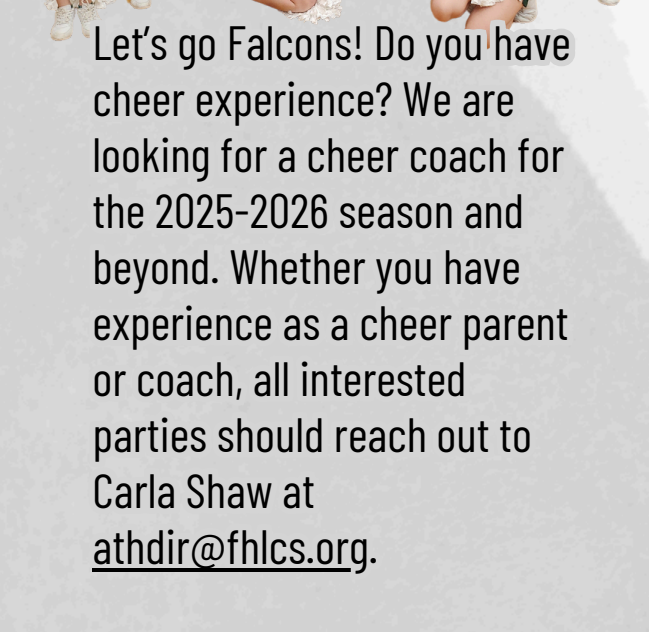 Let’s go Falcons! Do you have
cheer experience? We are
looking for a cheer coach for
the 2025-2026 season and
beyond. Whether you have
experience as a cheer parent
or coach, all interested
parties should reach out to
Carla Shaw at
athdir@fhlcs.org.